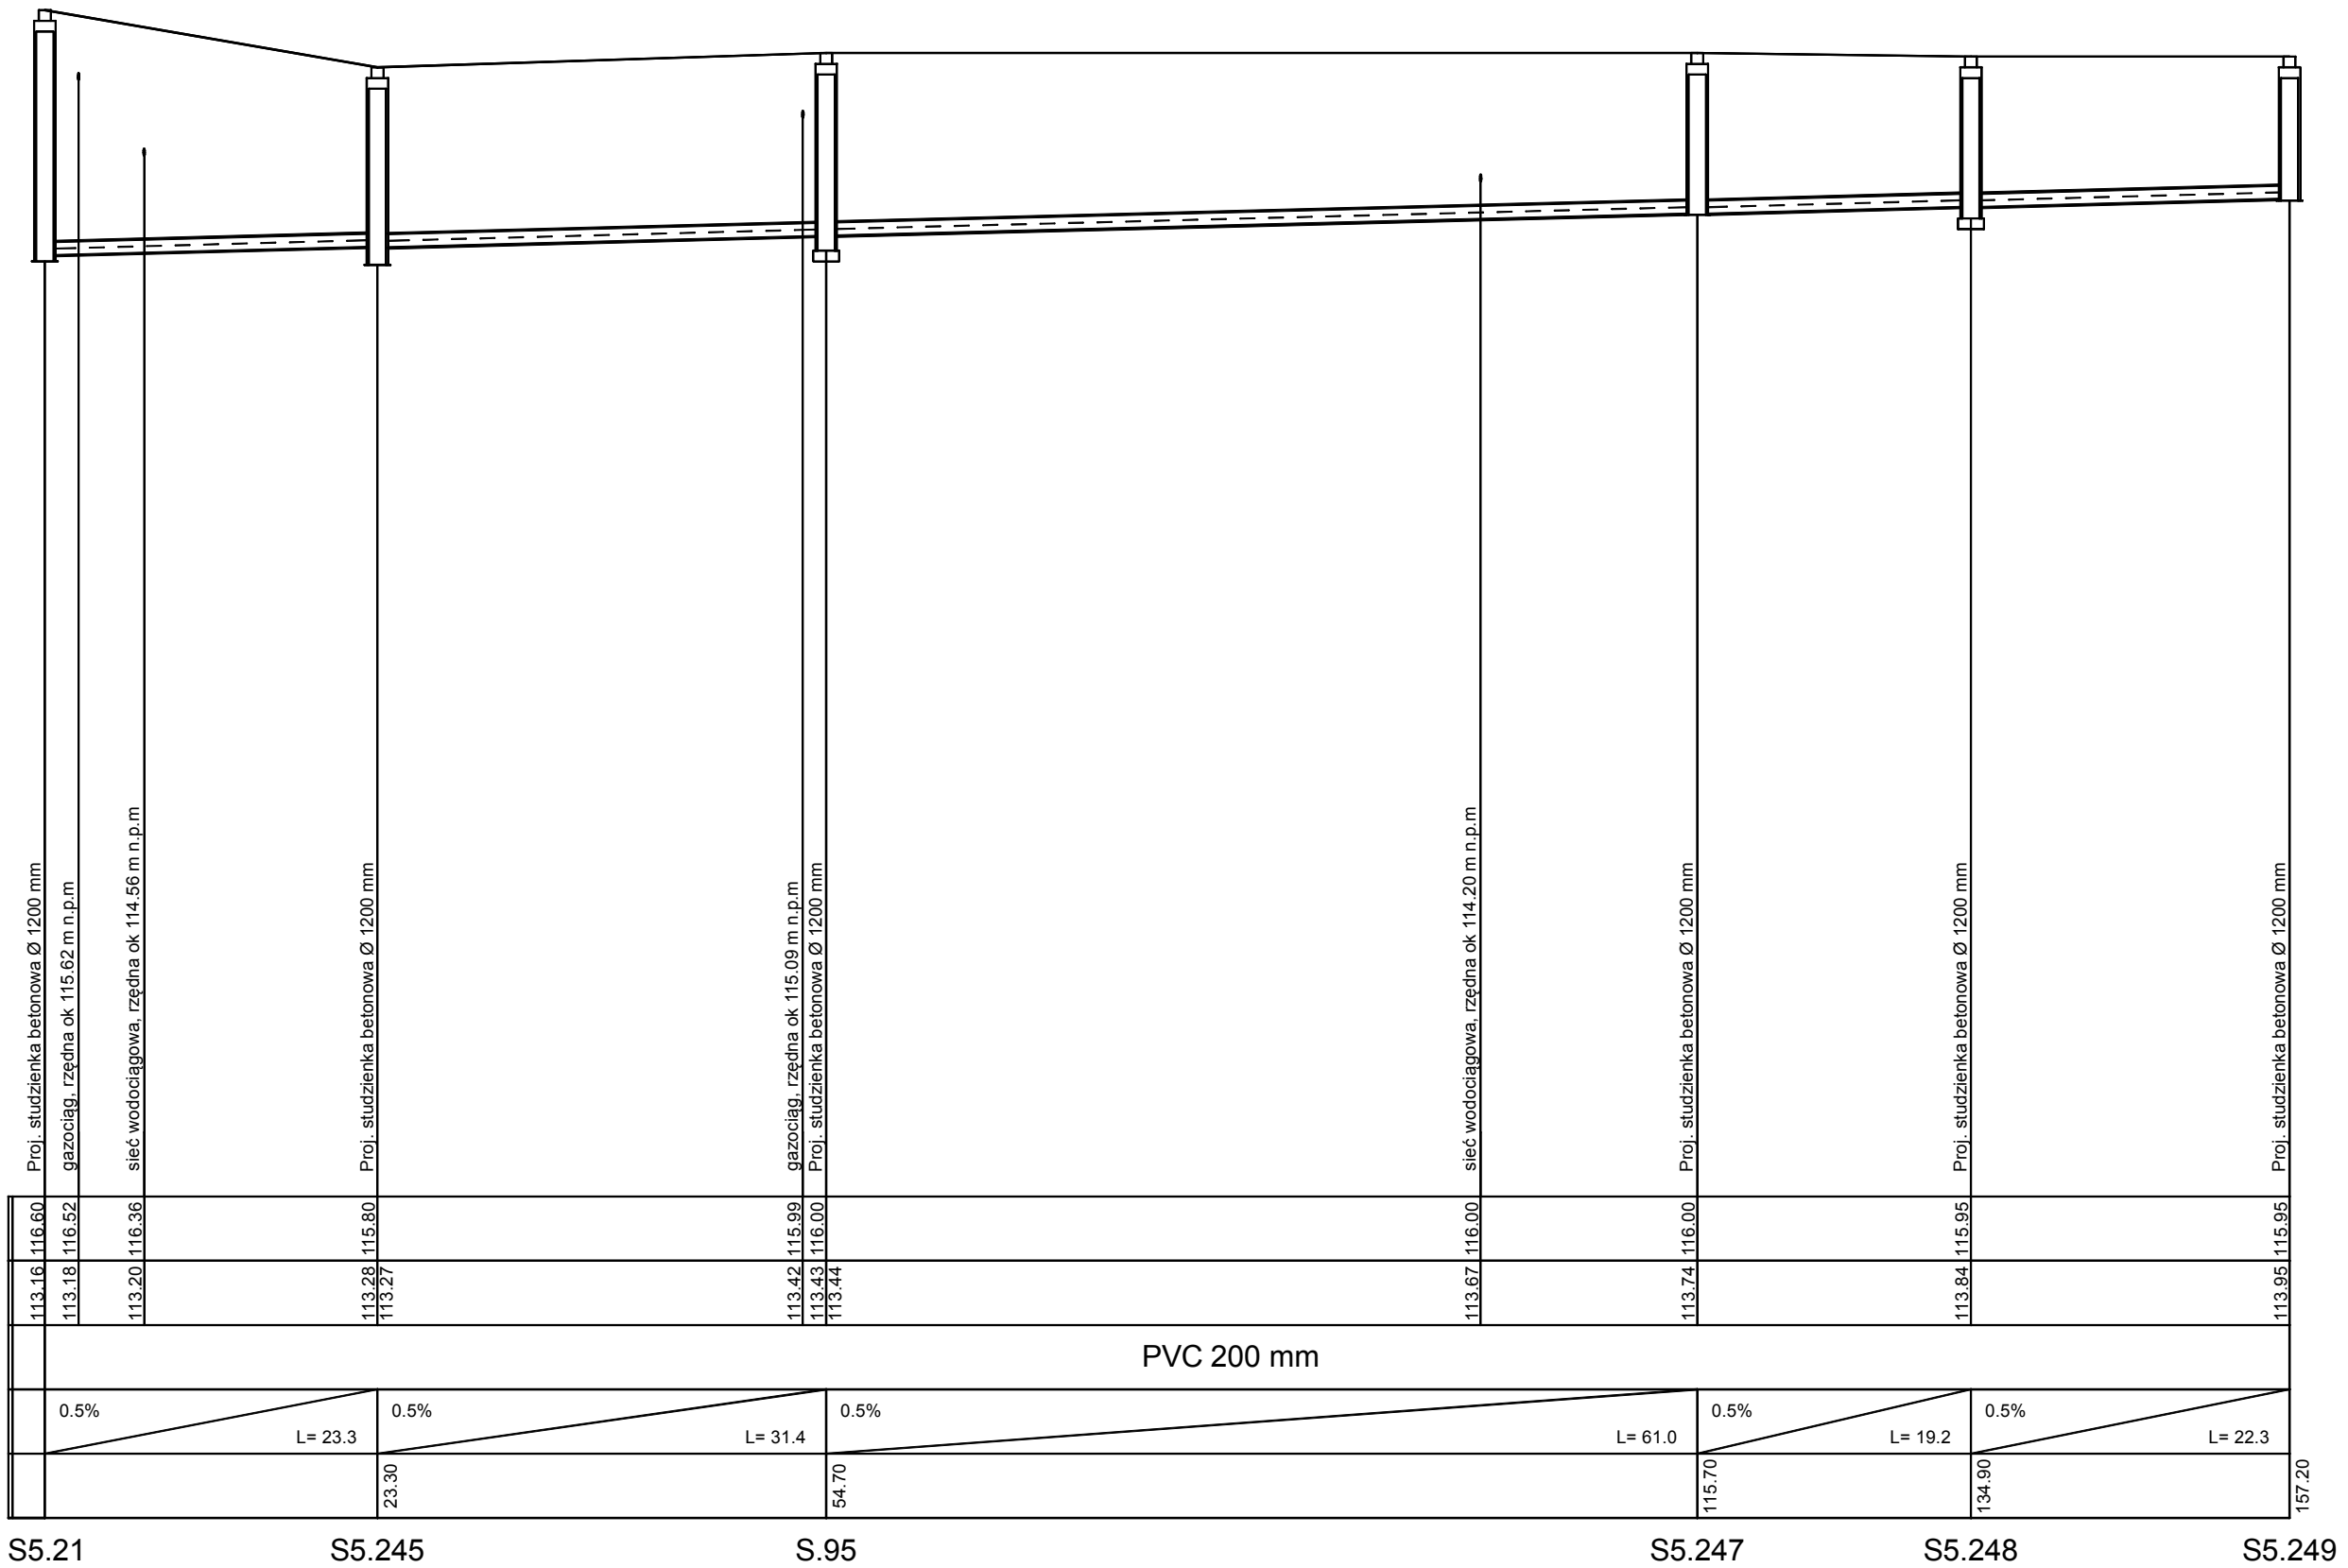 Proj. studzienka betonowa Ø 1200 mm
gazociąg, rzędna ok 115.62 m n.p.m
sieć wodociągowa, rzędna ok 114.56 m n.p.m
Proj. studzienka betonowa Ø 1200 mm
gazociąg, rzędna ok 115.09 m n.p.m
Proj. studzienka betonowa Ø 1200 mm
sieć wodociągowa, rzędna ok 114.20 m n.p.m
Proj. studzienka betonowa Ø 1200 mm
Proj. studzienka betonowa Ø 1200 mm
Proj. studzienka betonowa Ø 1200 mm
116.60
116.52
116.36
115.80
115.99
116.00
116.00
116.00
115.95
115.95
113.16
113.18
113.20
113.28
113.27
113.42
113.43
113.44
113.67
113.74
113.84
113.95
PVC 200 mm
0.5%
L= 23.3
0.5%
L= 31.4
0.5%
L= 61.0
0.5%
L= 19.2
0.5%
L= 22.3
23.30
54.70
115.70
134.90
157.20
S5.21
S5.245
S.95
S5.247
S5.248
S5.249